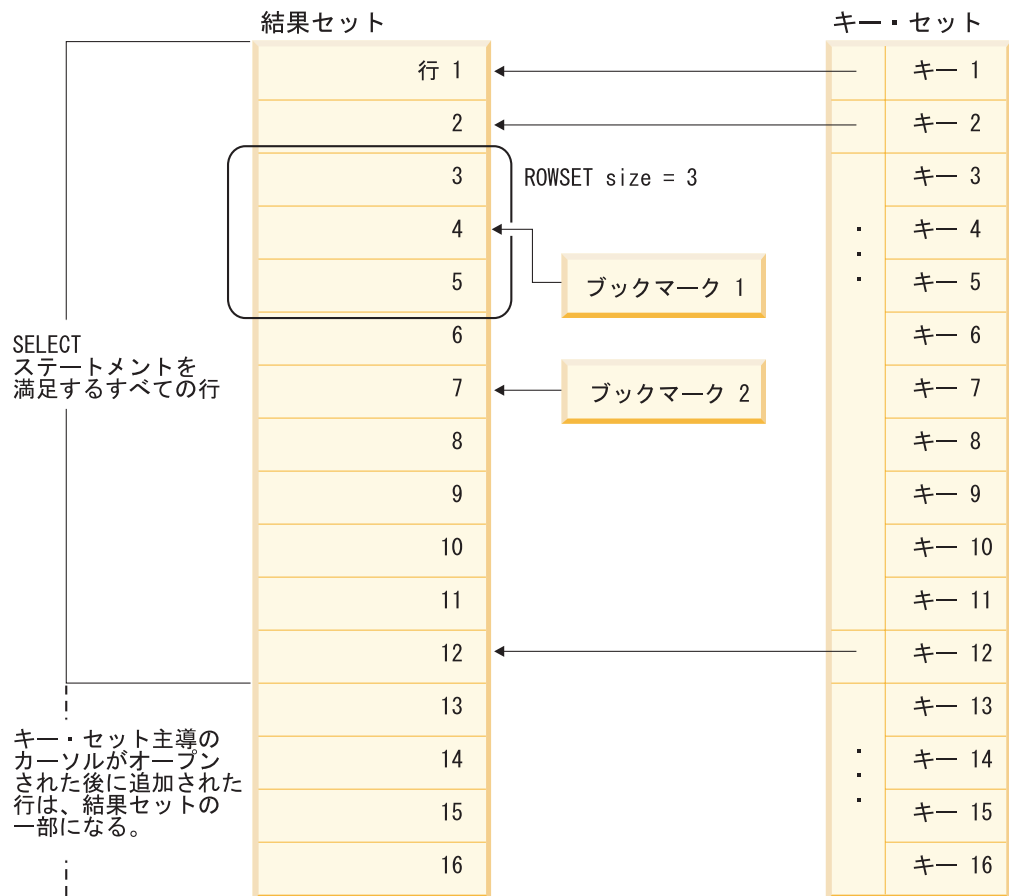 結果セット キー・セット
行 1 キー 1
2 キー 2
3 ROWSET size = 3 キー 3
4 キー 4
ブックマーク 1
5 キー 5
6 キー 6
SELECT
ステートメントを
満足するすべての行
7 ブックマーク 2 キー 7
8 キー 8
9 キー 9
10 キー 10
11 キー 11
12 キー 12
13 キー 13
キー・セット主導の
カーソルがオープン
された後に追加された
行は、結果セットの
一部になる。
14 キー 14
15 キー 15
16 キー 16